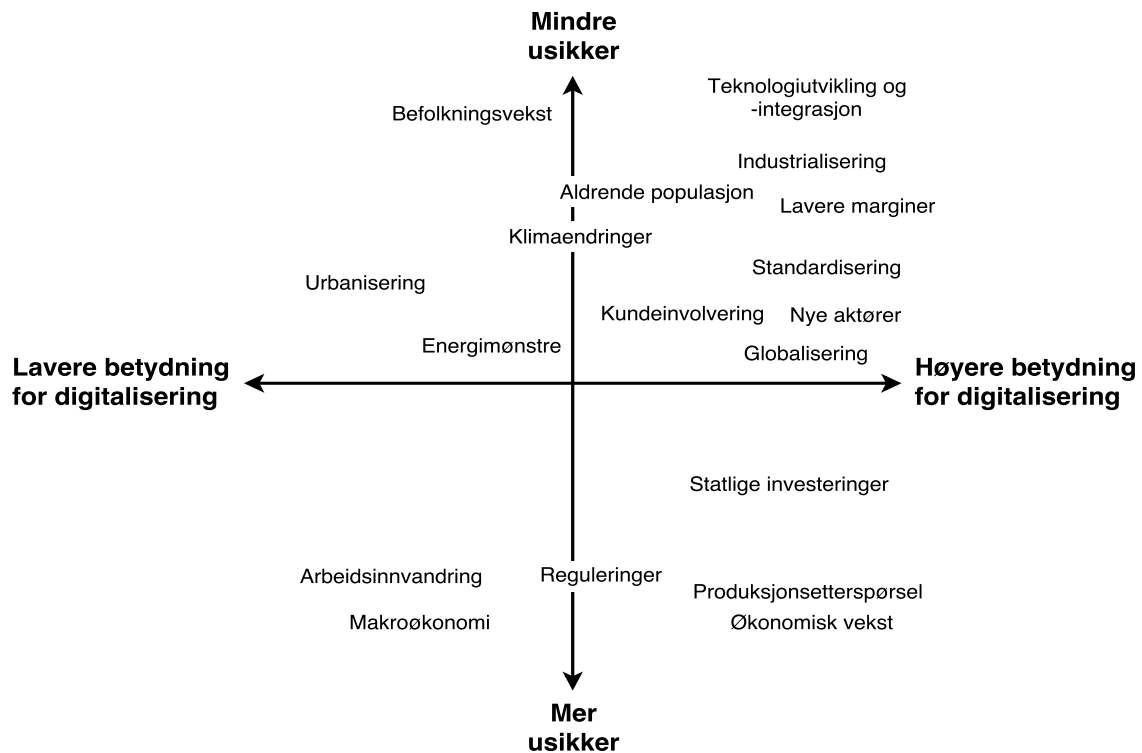 Mindre
usikker
Teknologiutvikling og
-integrasjon
Befolkningsvekst
Industrialisering
Aldrende populasjon
Lavere marginer
Klimaendringer
Standardisering
Urbanisering
Kundeinvolvering
Nye aktører
Energimønstre
Globalisering
Lavere betydning
for digitalisering
Høyere betydning
for digitalisering
Statlige investeringer
Arbeidsinnvandring
Reguleringer
Produksjonsetterspørsel
Makroøkonomi
Økonomisk vekst
Mer
usikker